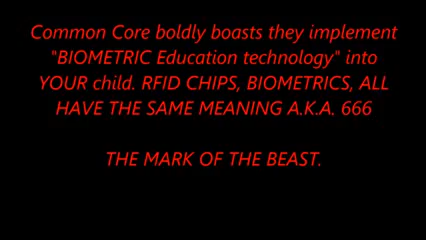 Common Core boldly boasts they implement
"BIOMETRIC Education technology" into
YOUR child. RFID CHIPS, BIOMETRICS, ALL
HAVE THE SAME MEANING A.K.A. 666
THE MARK OF THE BEAST.